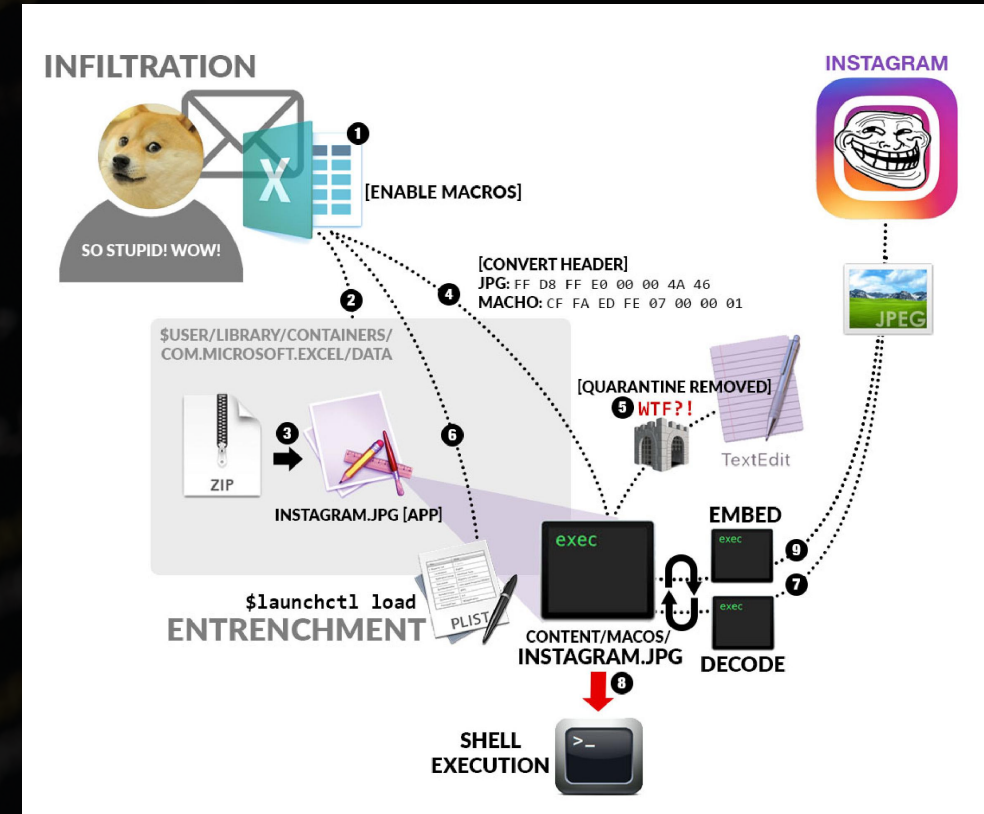 INFILTRATION
INSTAGRAM
1
X
[ENABLE MACROS]
SO STUPID! WOW!
[CONVERT HEADER]
JPG: FF D8 FF E0 00 00 4A 46
MACHO: CF FA ED FE 07 00 00 01
2
4
JPEG
$USER/LIBRARY/CONTAINERS/
COM.MICROSOFT.EXCEL/DATA
[QUARANTINE REMOVED]
5 WTF?!
TextEdit
3
6
ZIP
INSTAGRAM.JPG [APP]
EMBED
exec
exec
9
7
exec
$launchctl load
PLIST
ENTRENCHMENT
CONTENT/MACOS/
INSTAGRAM.JPG
DECODE
8
SHELL
EXECUTION
>_